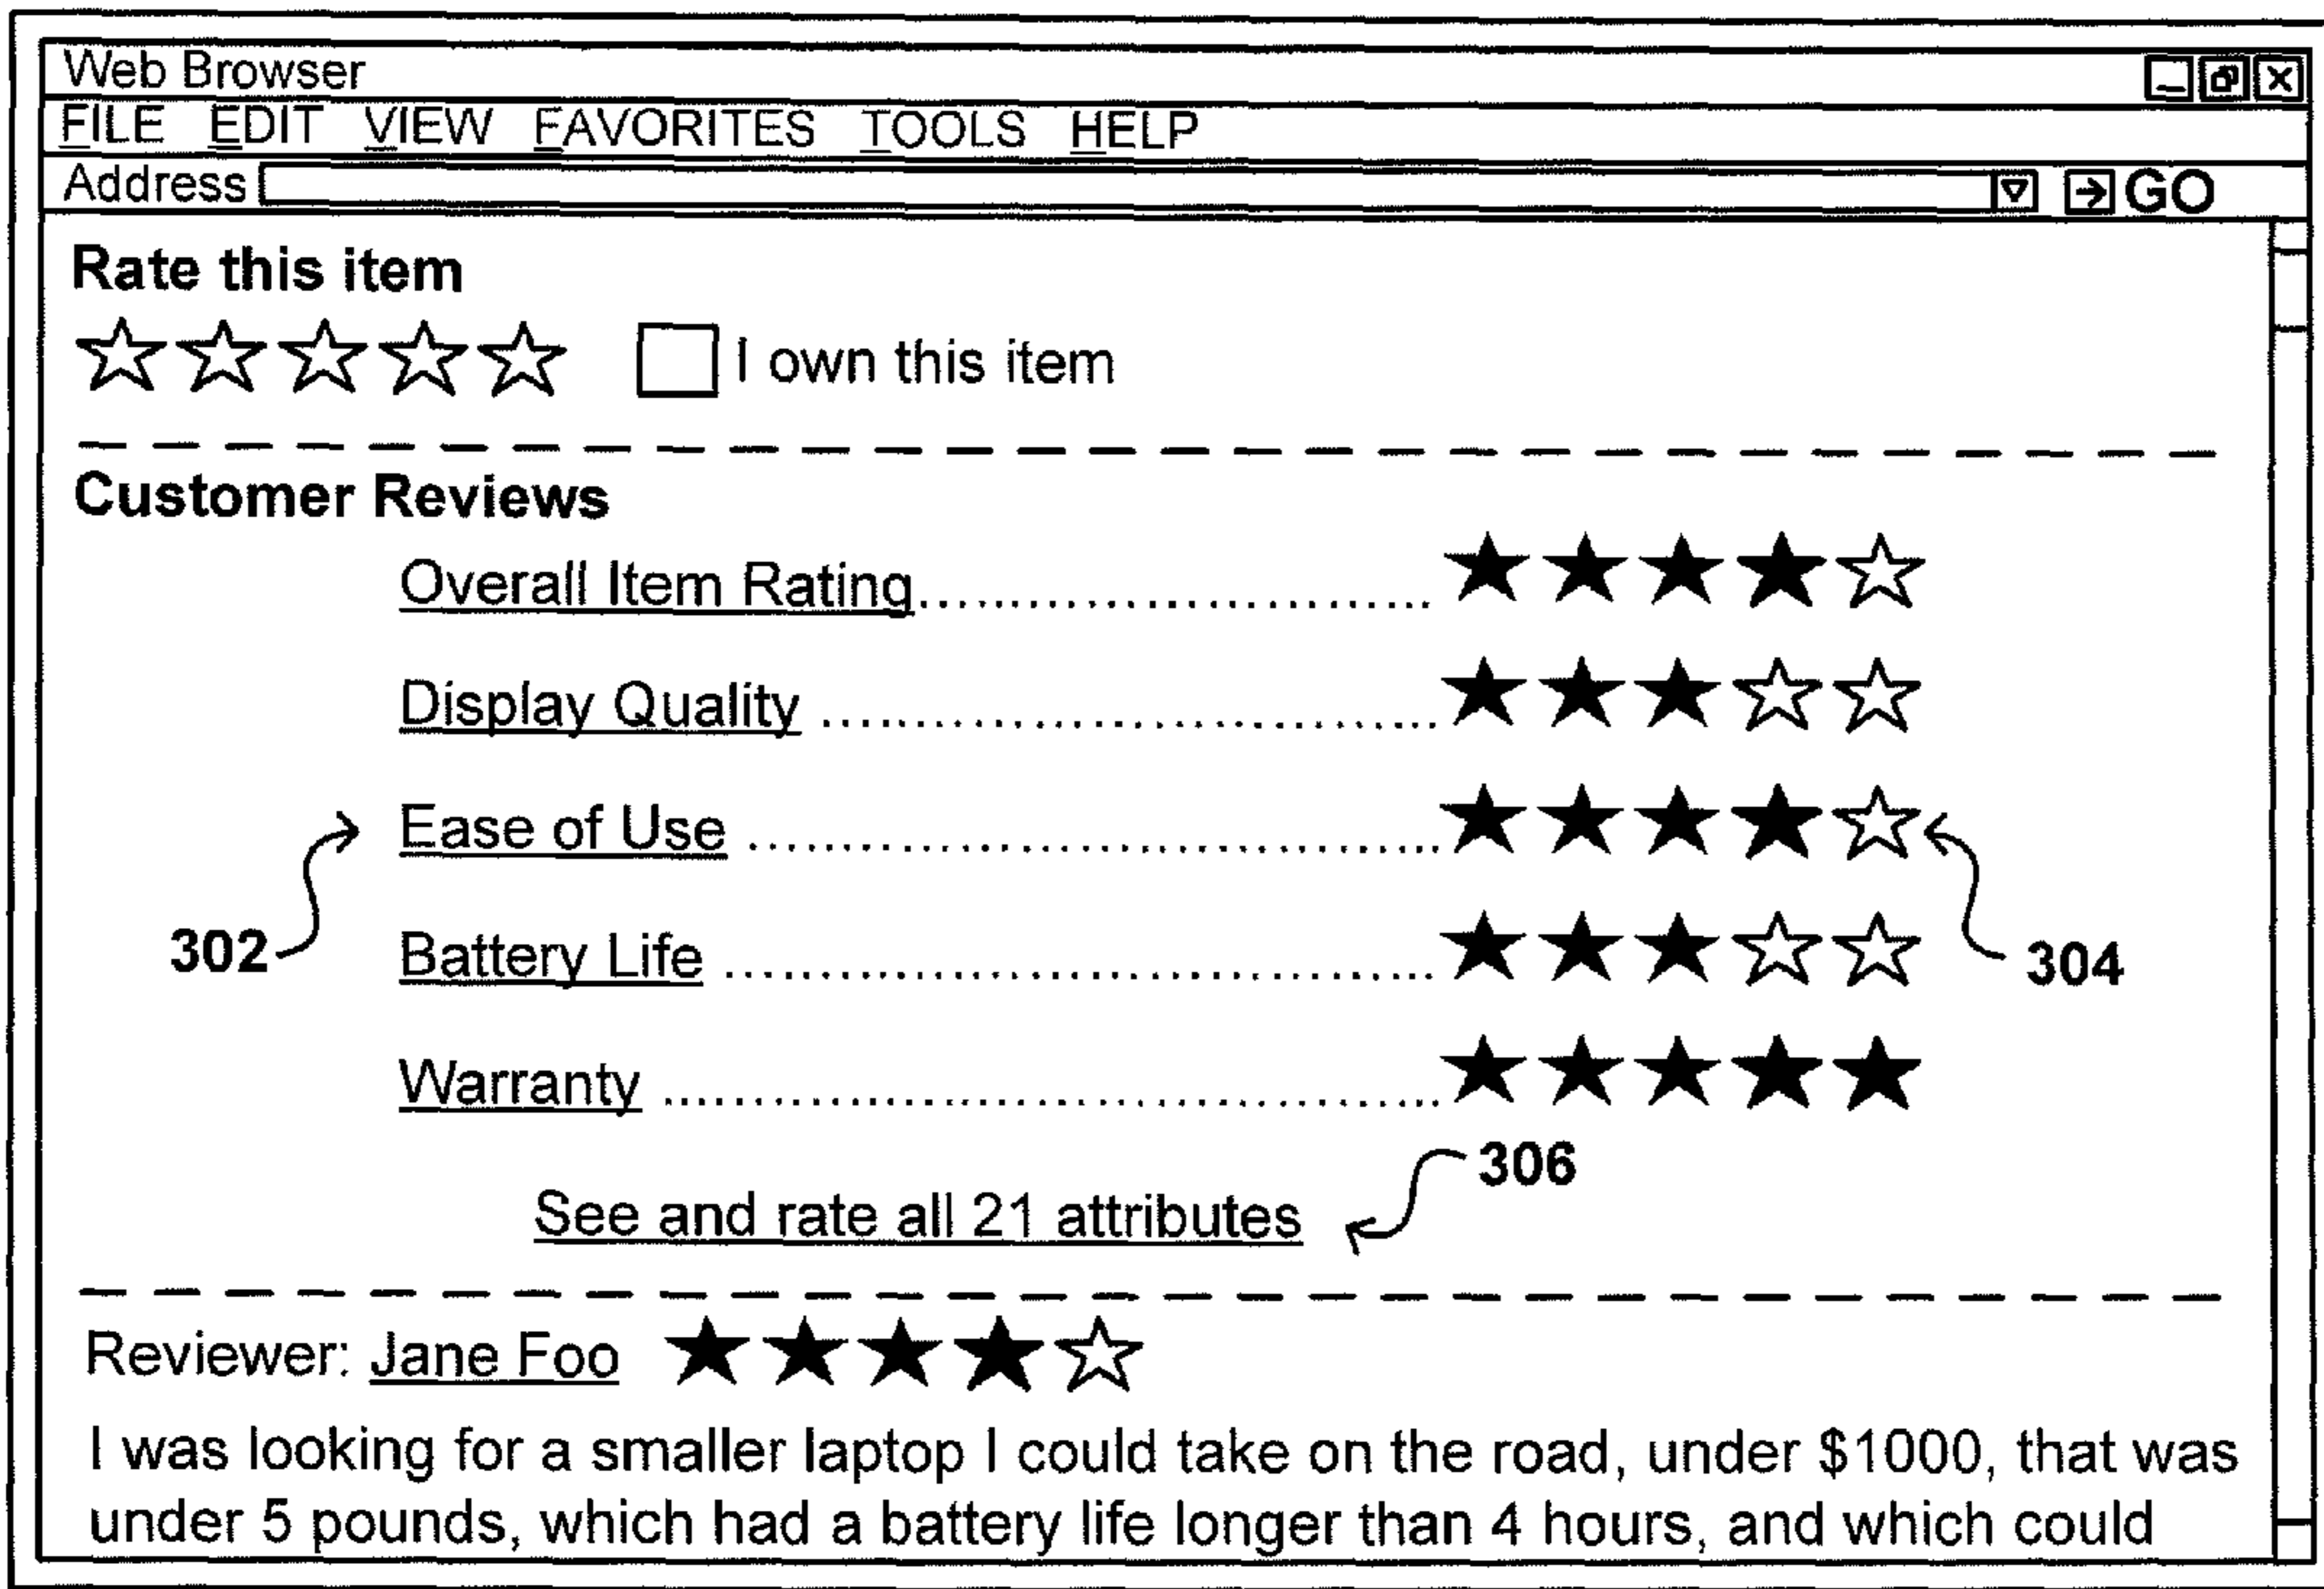 Web Browser
FILE EDIT VIEW FAVORITES TOOLS HELP
Address GO
Rate this item
I own this item
Customer Reviews
Overall Item Rating
Display Quality
Ease of Use
302
Battery Life
304
Warranty
306
See and rate all 21 attributes
Reviewer: Jane Foo
I was looking for a smaller laptop I could take on the road, under $1000, that was
under 5 pounds, which had a battery life longer than 4 hours, and which could